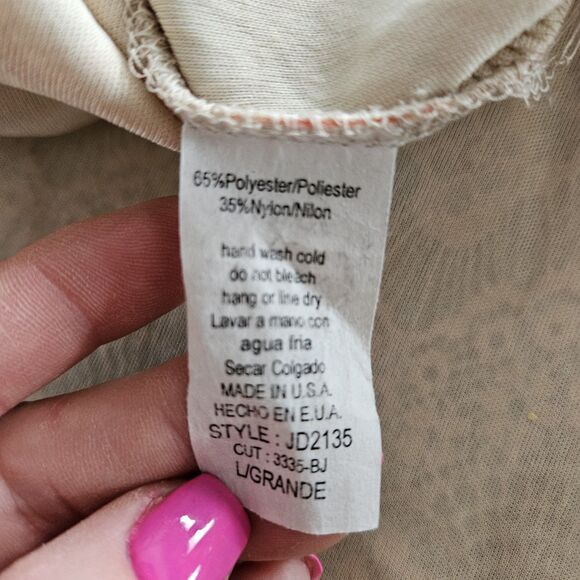 65%Polyester/Poliester
35%Nylon/Nilon
hand wash cold
do not bleach
hang or line dry
Lavar a mano con
agua fria
Secar Colgado
MADE IN U.S.A.
HECHO EN E.U.A.
STYLE : JD2135
CUT : 3335-BJ
L/GRANDE